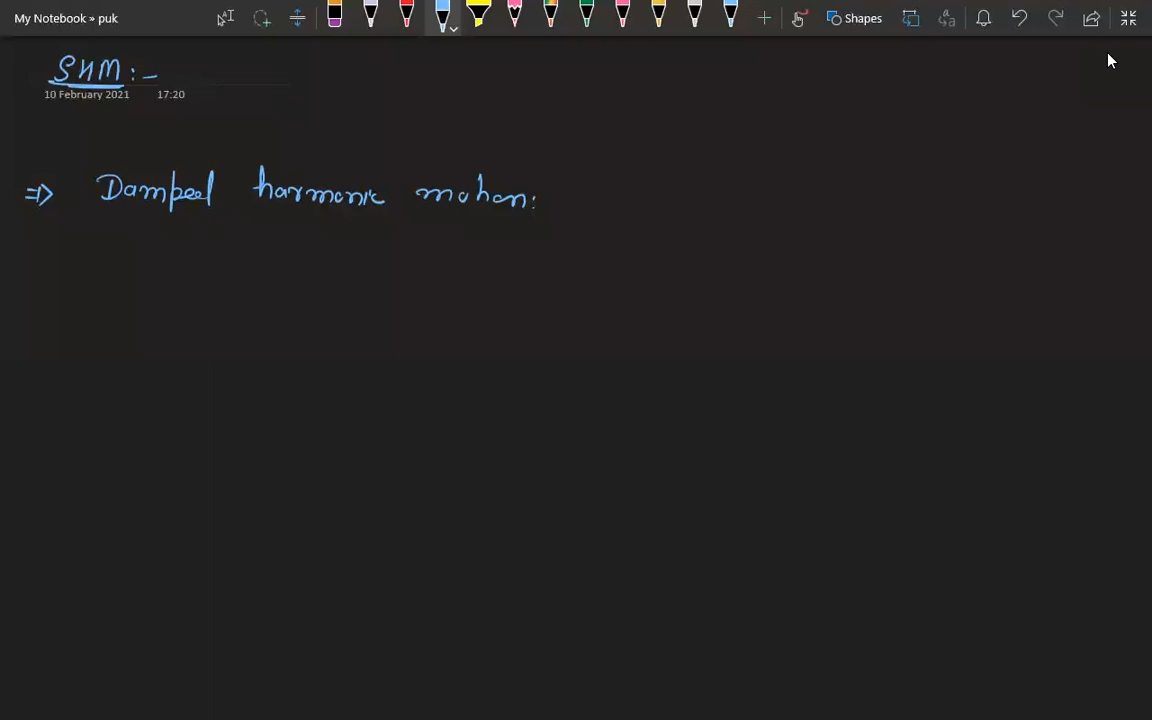 My Notebook » puk
Shapes
SHM :-
10 February 2021 17:20
⇒ Damped harmonic motion: